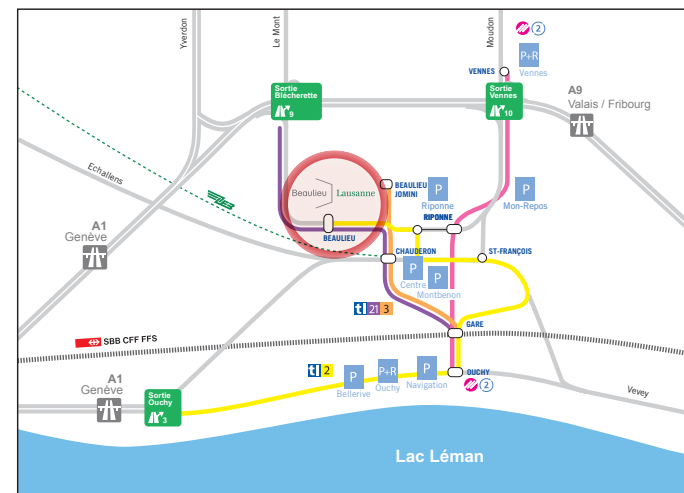 Yverdon
Le Mont
Moudon
2
P+R
Vennes
VENNES
Sortie
Blécherette
9
Sortie
Vennes
10
A9
Valais / Fribourg
Echallens
Beaulieu
Lausanne
BEAULIEU
JOMINI
P
Riponne
P
Mon-Repos
RIPONNE
BEAULIEU
A1
Genève
CHAUDERON
ST-FRANÇOIS
P
Centre
P
Montbenon
tl 21 3
GARE
SBB CFF FFS
tl 2
P
Bellerive
P+R
Ouchy
P
Navigation
OUCHY
2
A1
Genève
Sortie
Ouchy
3
Vevey
Lac Léman